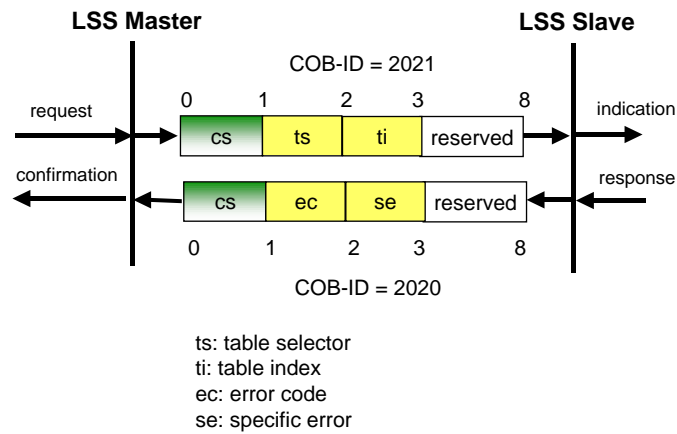 LSS Master
LSS Slave
COB-ID = 2021
0 1 2 3 8
request
indication
cs ts ti reserved
confirmation
response
cs ec se reserved
0 1 2 3 8
COB-ID = 2020
ts: table selector
ti: table index
ec: error code
se: specific error